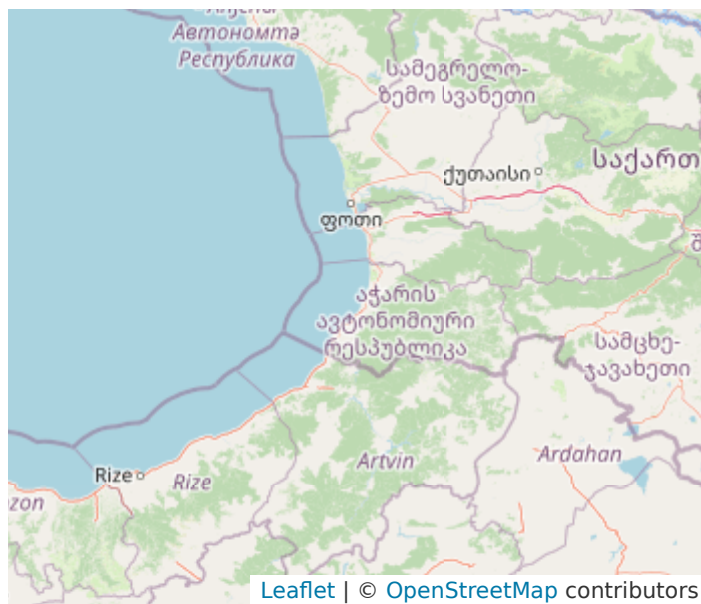 Автономтә
Республика
სამეგრელო-
ზემო სვანეთი
ქუთაისი
საქართ
ფოთი
შ
აჭარის
ავტონომიური
რესპუბლიკა
სამცხე-
ჯავახეთი
Rize
Rize
Artvin
Ardahan
zon
Leaflet | © OpenStreetMap contributors